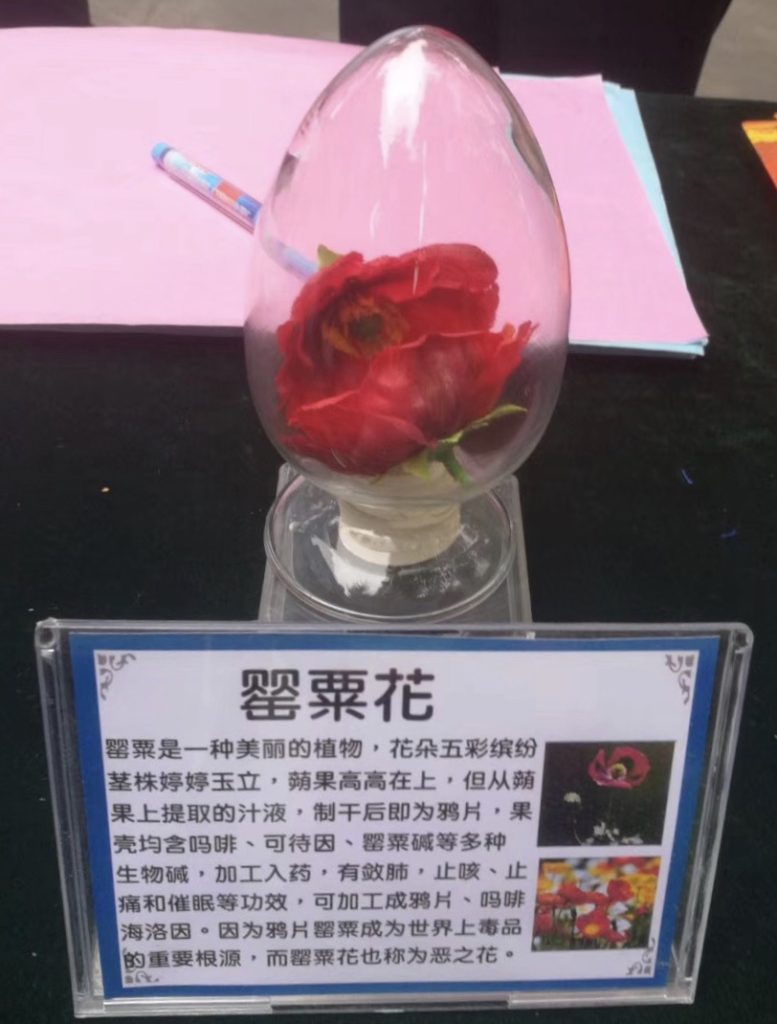 罂粟花
罂粟是一种美丽的植物，花朵五彩缤纷
茎株婷婷玉立，蒴果高高在上，但从蒴
果上提取的汁液，制干后即为鸦片，果
壳均含吗啡、可待因、罂粟碱等多种
生物碱，加工入药，有敛肺，止咳、止
痛和催眠等功效，可加工成鸦片、吗啡
海洛因。因为鸦片罂粟成为世界上毒品
的重要根源，而罂粟花也称为恶之花。